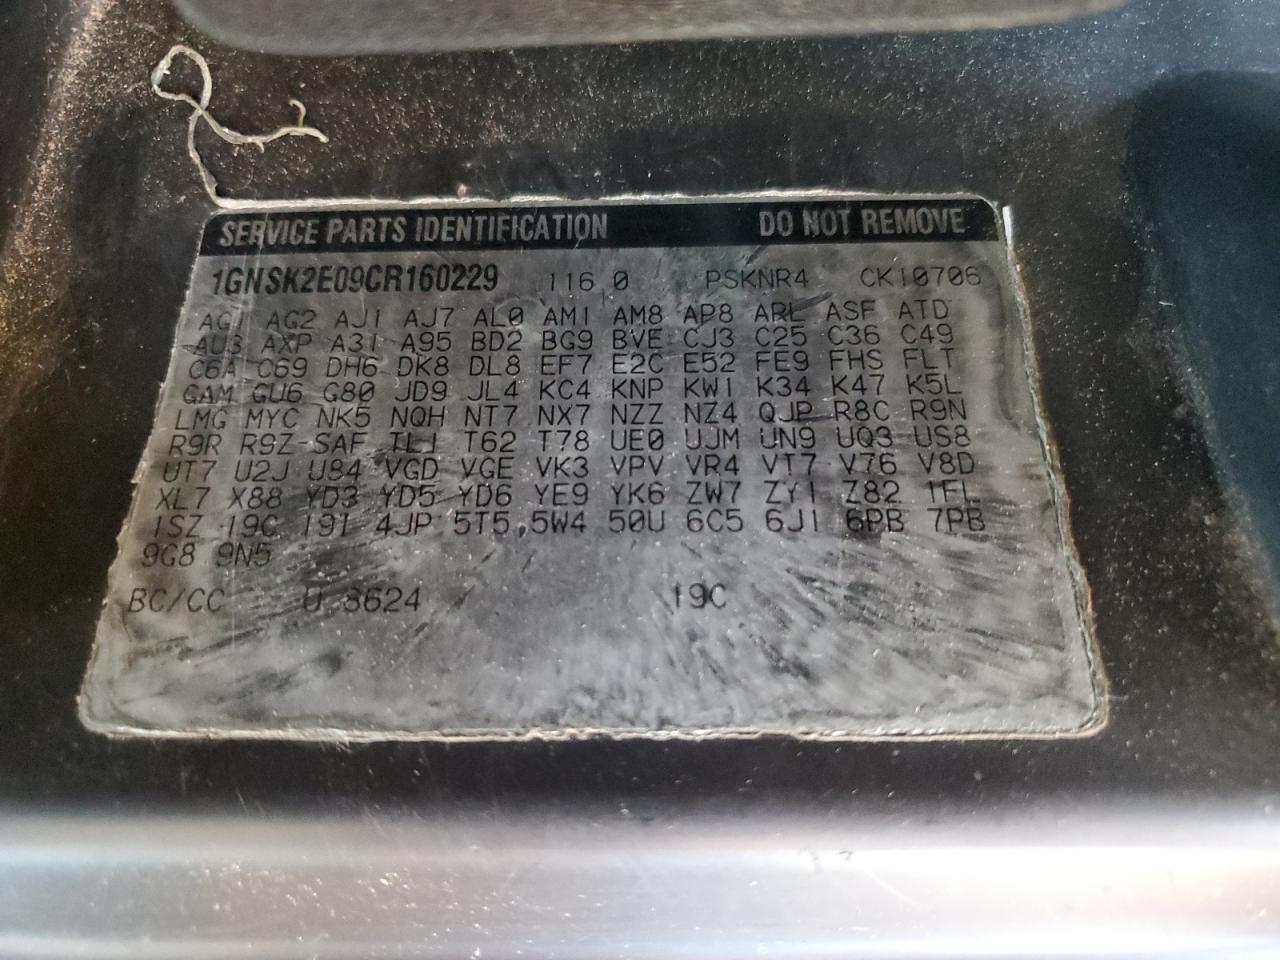 SERVICE PARTS IDENTIFICATION DO NOT REMOVE
1GNSK2E09CR160229 116 0 PSKNR4 CK10706
AG1 AG2 AJ1 AJ7 AL0 AM1 AM8 AP8 ARL ASF ATD
AU3 AXP A31 A95 BD2 BG9 BVE CJ3 C25 C36 C49
C6A C69 DH6 DK8 DL8 EF7 E2C E52 FE9 FHS FLT
GAM GU6 G80 JD9 JL4 KC4 KNP KW1 K34 K47 K5L
LMG MYC NK5 NQH NT7 NX7 NZZ NZ4 QJP R8C R9N
R9R R9Z SAF TL1 T62 T78 UE0 UJM UN9 UQ3 US8
UT7 U2J U84 VGD VGE VK3 VPV VR4 VT7 V76 V8D
XL7 X88 YD3 YD5 YD6 YE9 YK6 ZW7 ZY1 Z82 1FL
1SZ 19C 19I 4JP 5T5 5W4 50U 6C5 6J1 6PB 7PB
9G8 9N5
BC/CC U 8624 19C